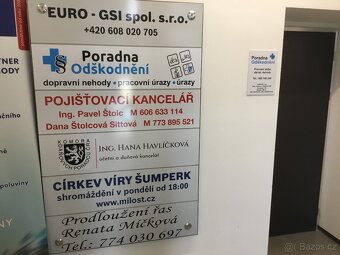 EURO - GSI spol. s.r.o.
+420 608 020 705
Poradna
Odškodnění
dopravní nehody • pracovní úrazy • úrazy
POJIŠŤOVACÍ KANCELÁŘ
Ing. Pavel Štolc M 606 633 114
Dana Štolcová Sittová M 773 895 521
KOMORA
ING. HANA HAVLÍČKOVÁ
účetní a daňová kancelář
CÍRKEV VÍRY ŠUMPERK
shromáždění v pondělí od 18:00
www.milost.cz
Prodloužení řas
Renata Mičková
Tel.: 774 030 697
Poradna
Odškodnění
NEHODY
Bazoš.cz